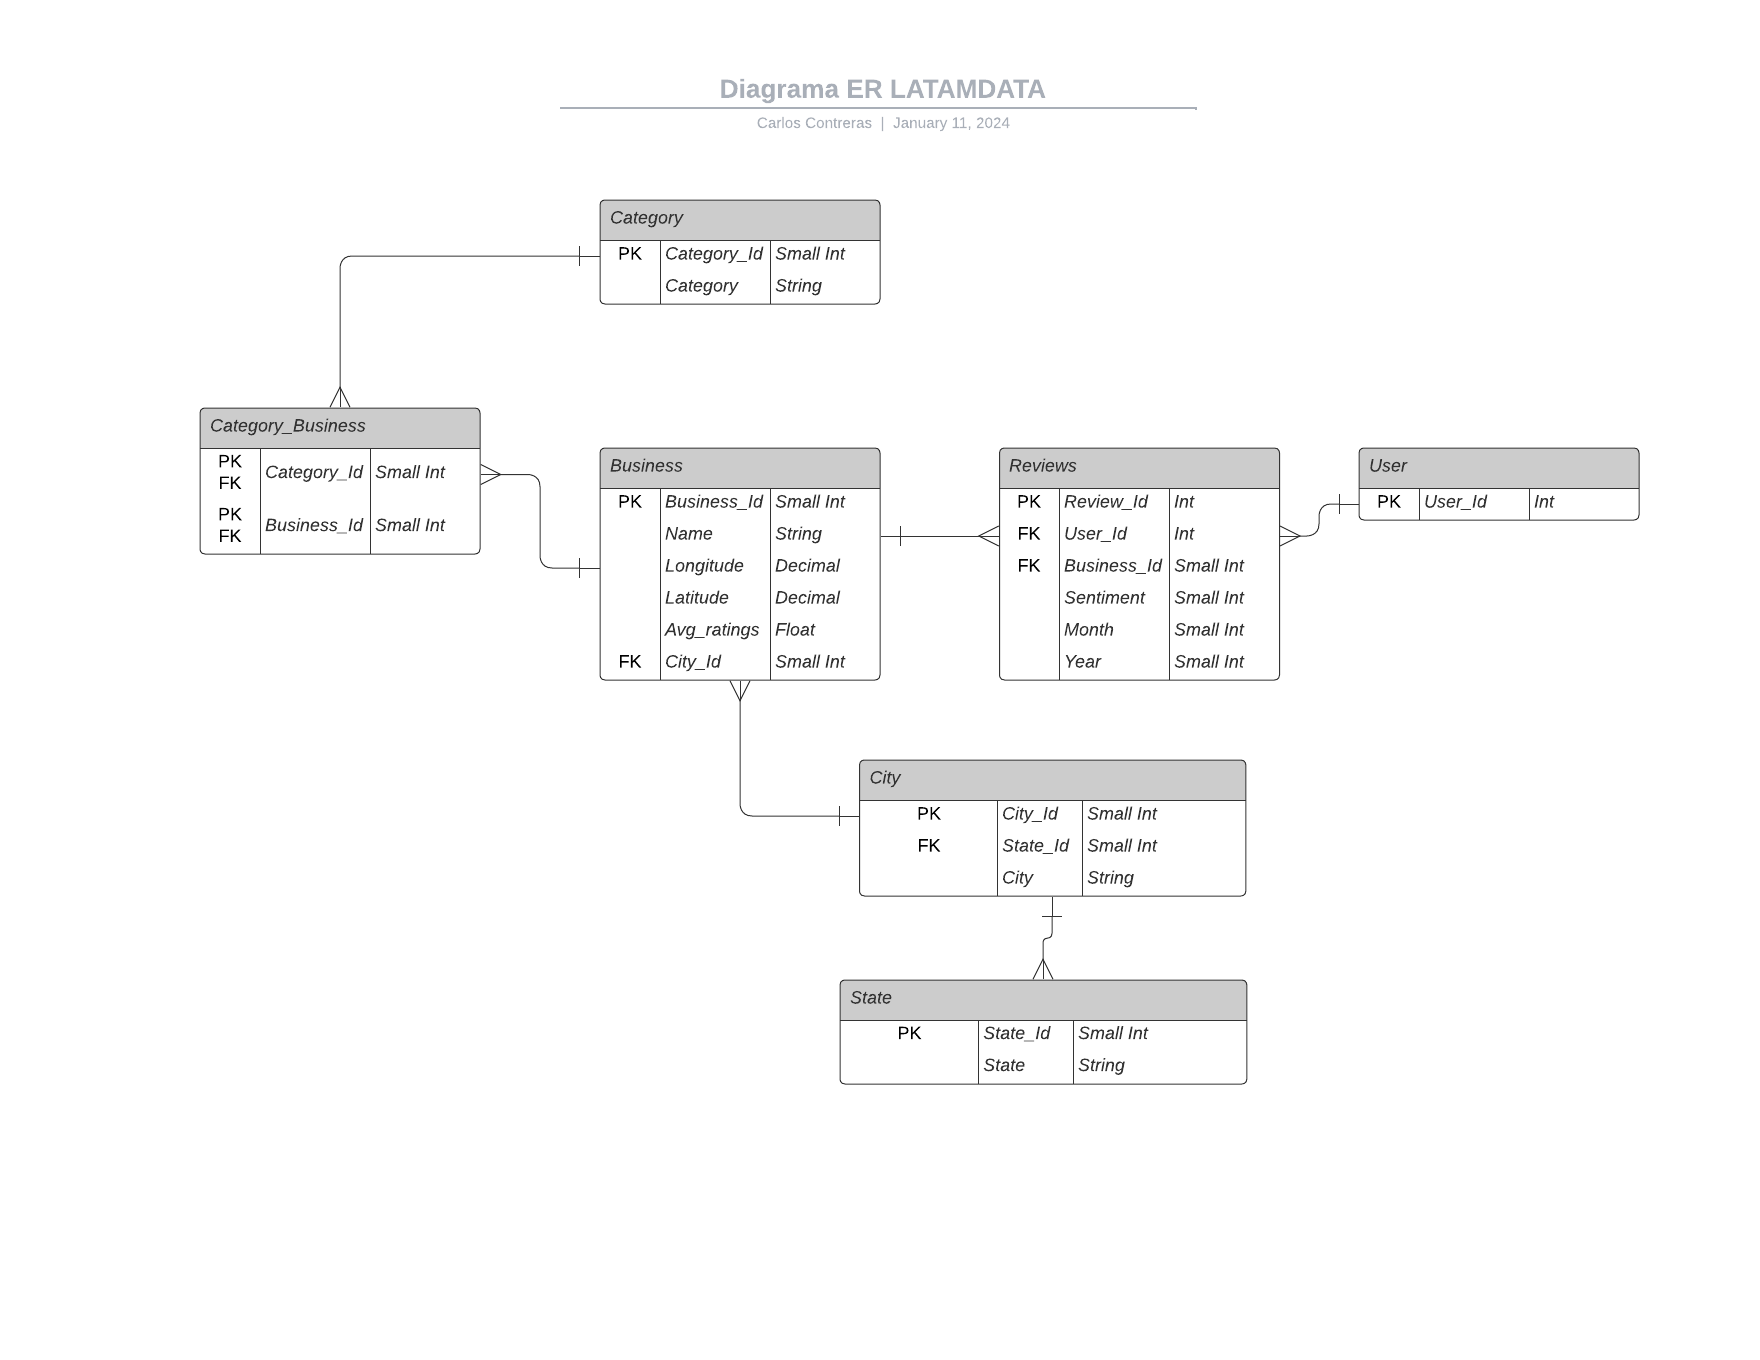 Diagrama ER LATAMDATA
Carlos Contreras | January 11, 2024
Category
PK Category_Id Small Int
Category String
Category_Business
PK
FK Category_Id Small Int
PK
FK Business_Id Small Int
Business
PK Business_Id Small Int
Name String
Longitude Decimal
Latitude Decimal
Avg_ratings Float
FK City_Id Small Int
Reviews
PK Review_Id Int
FK User_Id Int
FK Business_Id Small Int
Sentiment Small Int
Month Small Int
Year Small Int
User
PK User_Id Int
City
PK City_Id Small Int
FK State_Id Small Int
City String
State
PK State_Id Small Int
State String